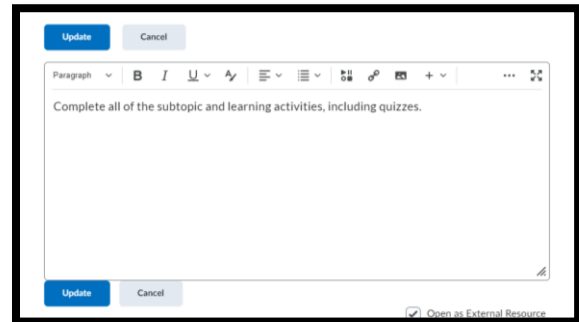 Update Cancel
Paragraph B I U + ...
Complete all of the subtopic and learning activities, including quizzes.
Update Cancel
Open as External Resource